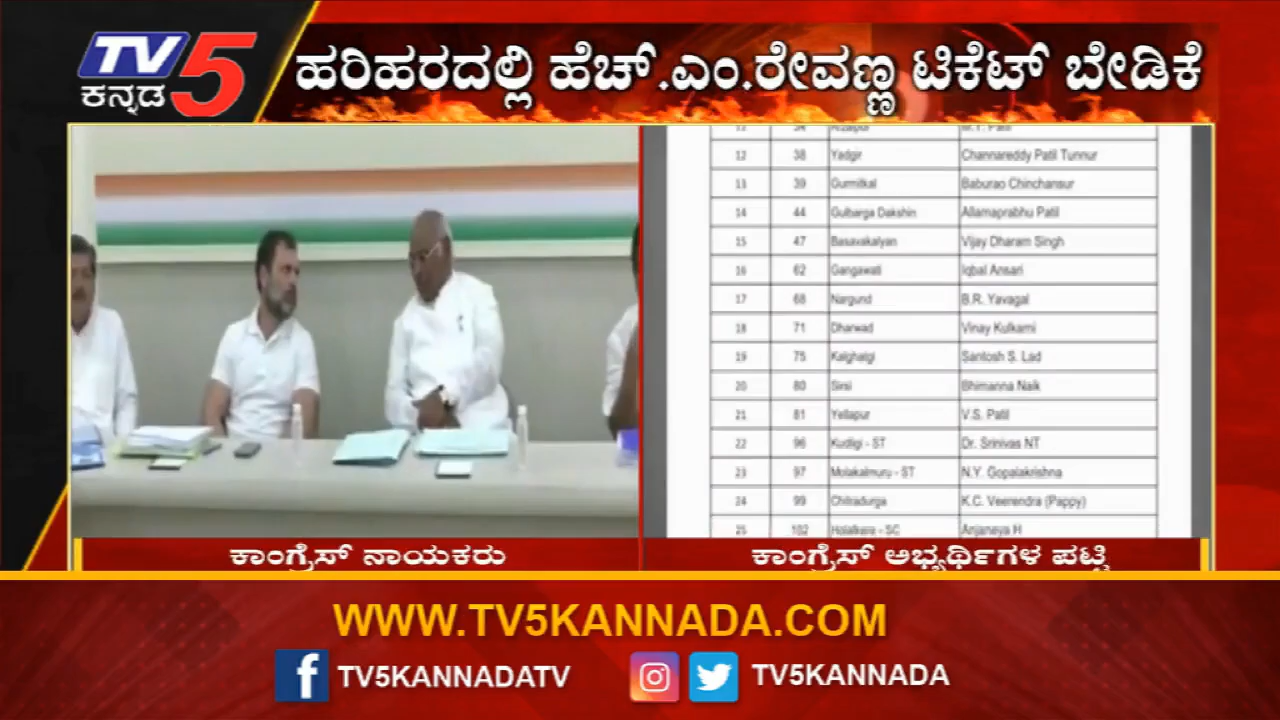 TV5
ಕನ್ನಡ
ಹರಿಹರದಲ್ಲಿ ಹೆಚ್.ಎಂ.ರೇವಣ್ಣ ಟಿಕೆಟ್ ಬೇಡಿಕೆ
12 38 Yadgir Channareddy Patil Tunnur
13 39 Gurmitkal Baburao Chinchansur
14 44 Gulbarga Dakshin Allamaprabhu Patil
15 47 Basavakalyan Vijay Dharam Singh
16 62 Gangawati Iqbal Ansari
17 68 Nargund B.R. Yavagal
18 71 Dharwad Vinay Kulkarni
19 75 Kalghatgi Santosh S. Lad
20 80 Sirsi Bhimanna Naik
21 81 Yellapur V.S. Patil
22 96 Kudligi - ST Dr. Srinivas NT
23 97 Molakalmuru - ST N.Y. Gopalakrishna
24 99 Chitradurga K.C. Veerendra (Pappy)
25 102 Holalkere - SC Anjaneya H
ಕಾಂಗ್ರೆಸ್ ನಾಯಕರು
ಕಾಂಗ್ರೆಸ್ ಅಭ್ಯರ್ಥಿಗಳ ಪಟ್ಟಿ
WWW.TV5KANNADA.COM
f TV5KANNADATV
TV5KANNADA